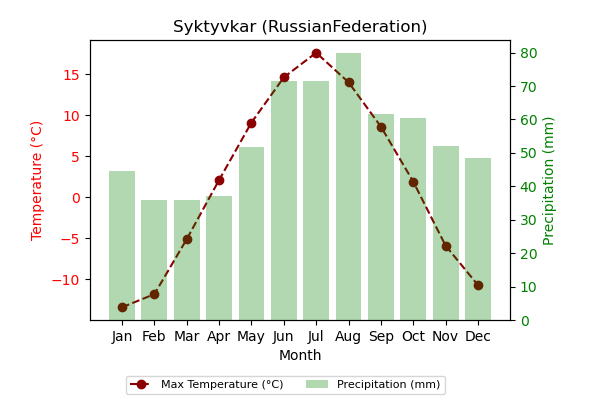 Syktyvkar (RussianFederation)
15
10
5
0
−5
−10
Temperature (°C)
80
70
60
50
40
30
20
10
0
Precipitation (mm)
Jan Feb Mar Apr May Jun Jul Aug Sep Oct Nov Dec
Month
Max Temperature (°C) Precipitation (mm)